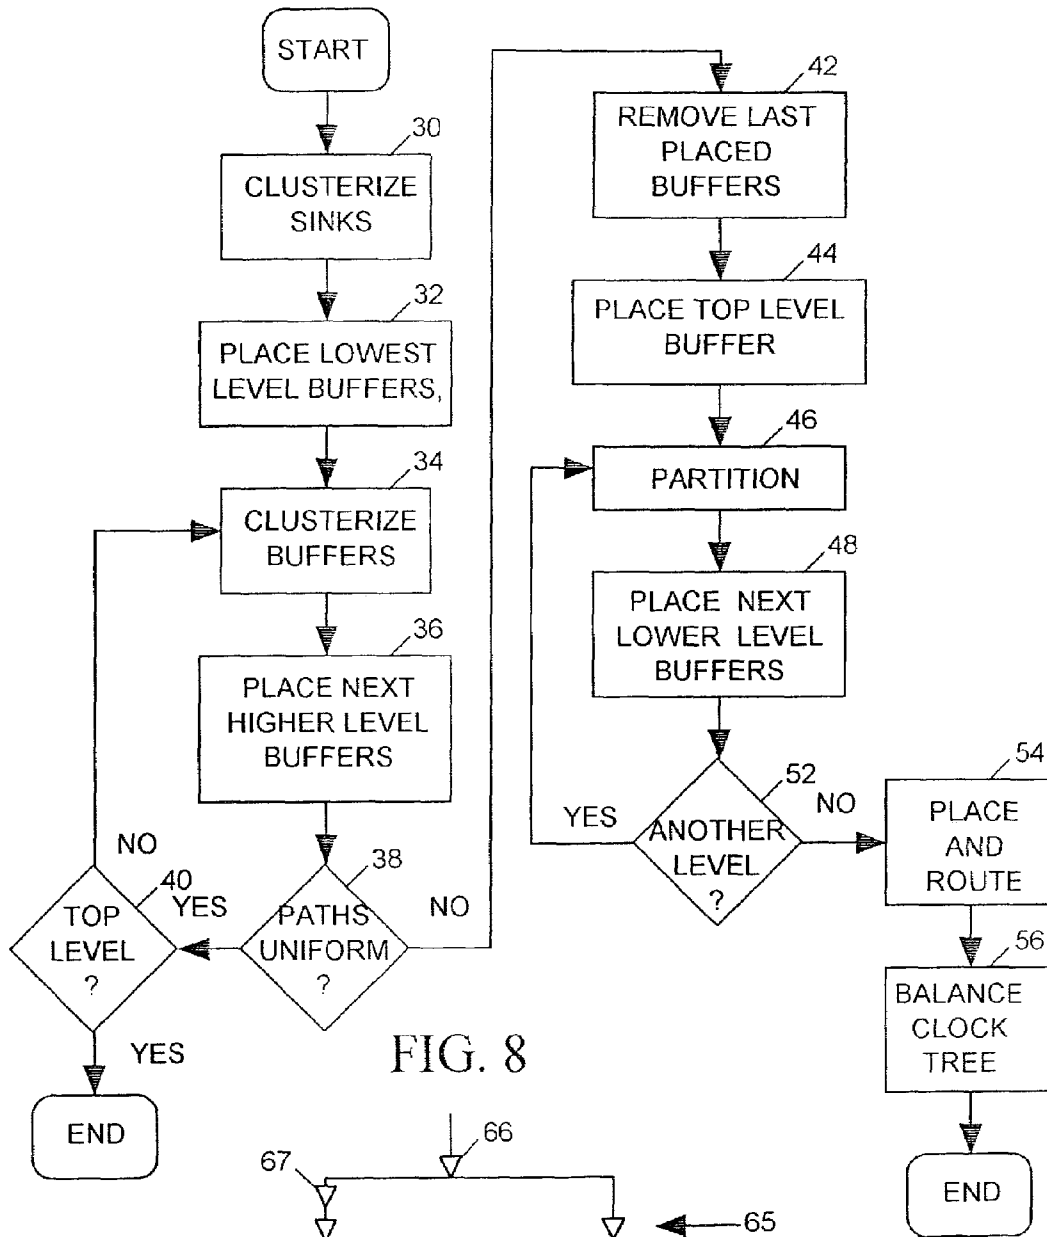 START
30
CLUSTERIZE
SINKS
32
PLACE LOWEST
LEVEL BUFFERS,
34
CLUSTERIZE
BUFFERS
36
PLACE NEXT
HIGHER LEVEL
BUFFERS
38
PATHS
UNIFORM
?
YES
NO
40
TOP
LEVEL
?
NO
YES
END
42
REMOVE LAST
PLACED
BUFFERS
44
PLACE TOP LEVEL
BUFFER
46
PARTITION
48
PLACE NEXT
LOWER LEVEL
BUFFERS
52
ANOTHER
LEVEL
?
YES
NO
54
PLACE
AND
ROUTE
56
BALANCE
CLOCK
TREE
END
FIG. 8
66
67
65